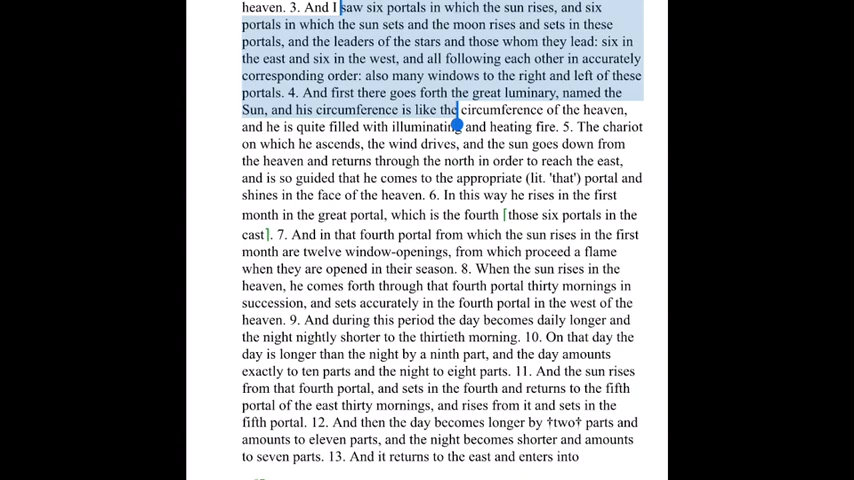 heaven. 3. And I saw six portals in which the sun rises, and six
portals in which the sun sets and the moon rises and sets in these
portals, and the leaders of the stars and those whom they lead: six in
the east and six in the west, and all following each other in accurately
corresponding order: also many windows to the right and left of these
portals. 4. And first there goes forth the great luminary, named the
Sun, and his circumference is like the circumference of the heaven,
and he is quite filled with illuminating and heating fire. 5. The chariot
on which he ascends, the wind drives, and the sun goes down from
the heaven and returns through the north in order to reach the east,
and is so guided that he comes to the appropriate (lit. 'that') portal and
shines in the face of the heaven. 6. In this way he rises in the first
month in the great portal, which is the fourth ⌈those six portals in the
cast⌉. 7. And in that fourth portal from which the sun rises in the first
month are twelve window-openings, from which proceed a flame
when they are opened in their season. 8. When the sun rises in the
heaven, he comes forth through that fourth portal thirty mornings in
succession, and sets accurately in the fourth portal in the west of the
heaven. 9. And during this period the day becomes daily longer and
the night nightly shorter to the thirtieth morning. 10. On that day the
day is longer than the night by a ninth part, and the day amounts
exactly to ten parts and the night to eight parts. 11. And the sun rises
from that fourth portal, and sets in the fourth and returns to the fifth
portal of the east thirty mornings, and rises from it and sets in the
fifth portal. 12. And then the day becomes longer by †two† parts and
amounts to eleven parts, and the night becomes shorter and amounts
to seven parts. 13. And it returns to the east and enters into